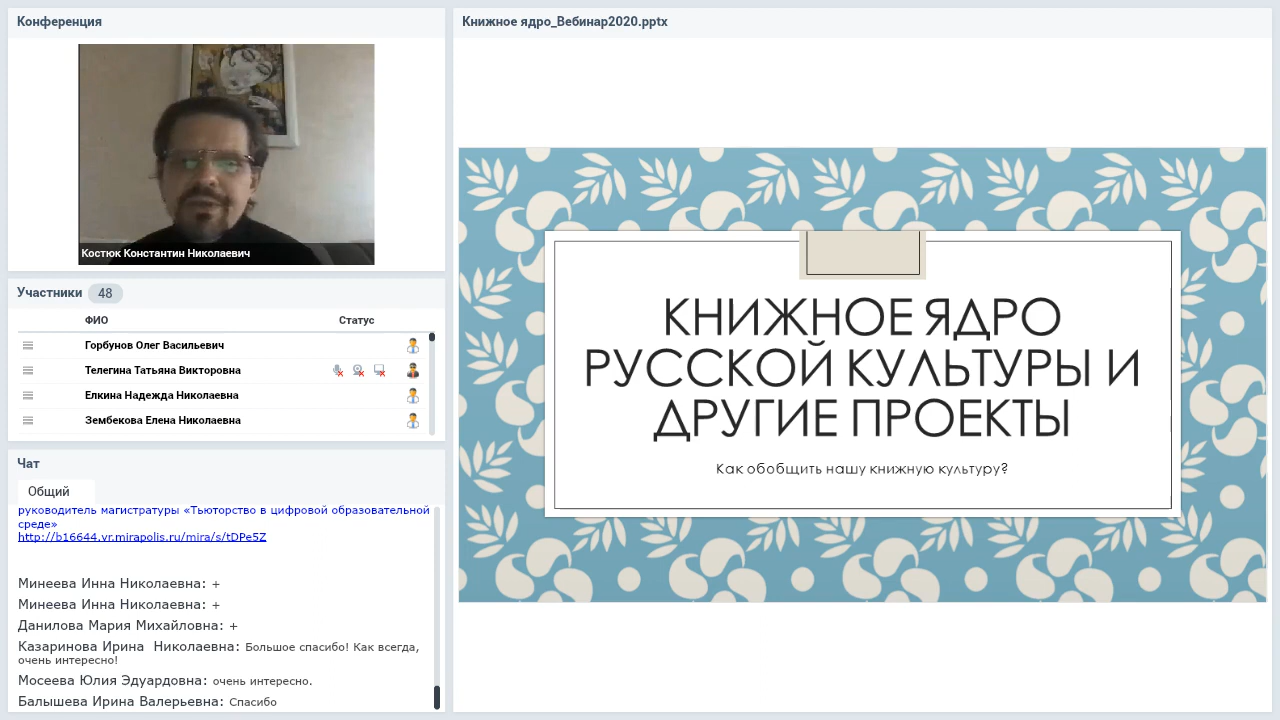 Конференция
Костюк Константин Николаевич
Участники 48
ФИО Статус
Горбунов Олег Васильевич
Телегина Татьяна Викторовна
Елкина Надежда Николаевна
Зембекова Елена Николаевна
Чат
Общий
руководитель магистратуры «Тьюторство в цифровой образовательной
среде»
http://b16644.vr.mirapolis.ru/mira/s/tDPe5Z
Минеева Инна Николаевна: +
Минеева Инна Николаевна: +
Данилова Мария Михайловна: +
Казаринова Ирина  Николаевна: Большое спасибо! Как всегда,
очень интересно!
Мосеева Юлия Эдуардовна: очень интересно.
Балышева Ирина Валерьевна: Спасибо
Книжное ядро_Вебинар2020.pptx
КНИЖНОЕ ЯДРО
РУССКОЙ КУЛЬТУРЫ И
ДРУГИЕ ПРОЕКТЫ
Как обобщить нашу книжную культуру?